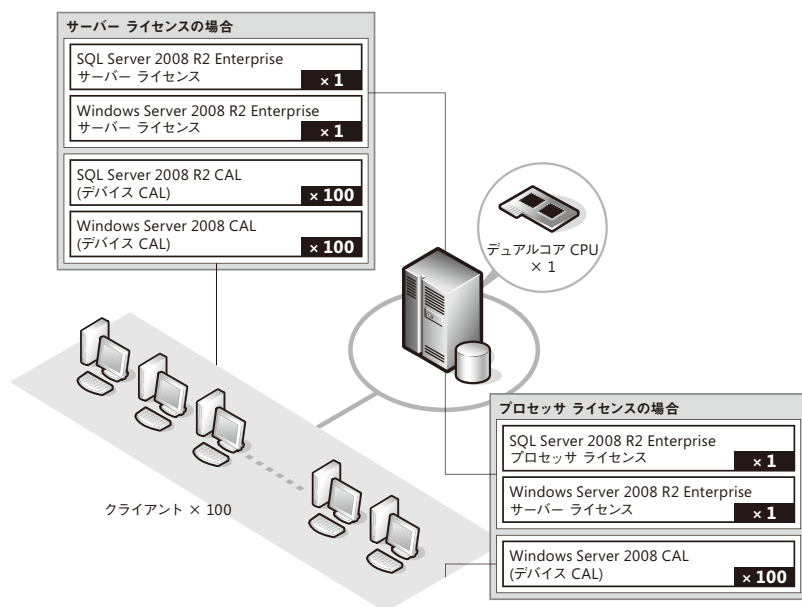 サーバー ライセンスの場合
SQL Server 2008 R2 Enterprise
サーバー ライセンス
× 1
Windows Server 2008 R2 Enterprise
サーバー ライセンス
× 1
SQL Server 2008 R2 CAL
(デバイス CAL)
× 100
Windows Server 2008 CAL
(デバイス CAL)
× 100
デュアルコア CPU
× 1
クライアント × 100
プロセッサ ライセンスの場合
SQL Server 2008 R2 Enterprise
プロセッサ ライセンス
× 1
Windows Server 2008 R2 Enterprise
サーバー ライセンス
× 1
Windows Server 2008 CAL
(デバイス CAL)
× 100